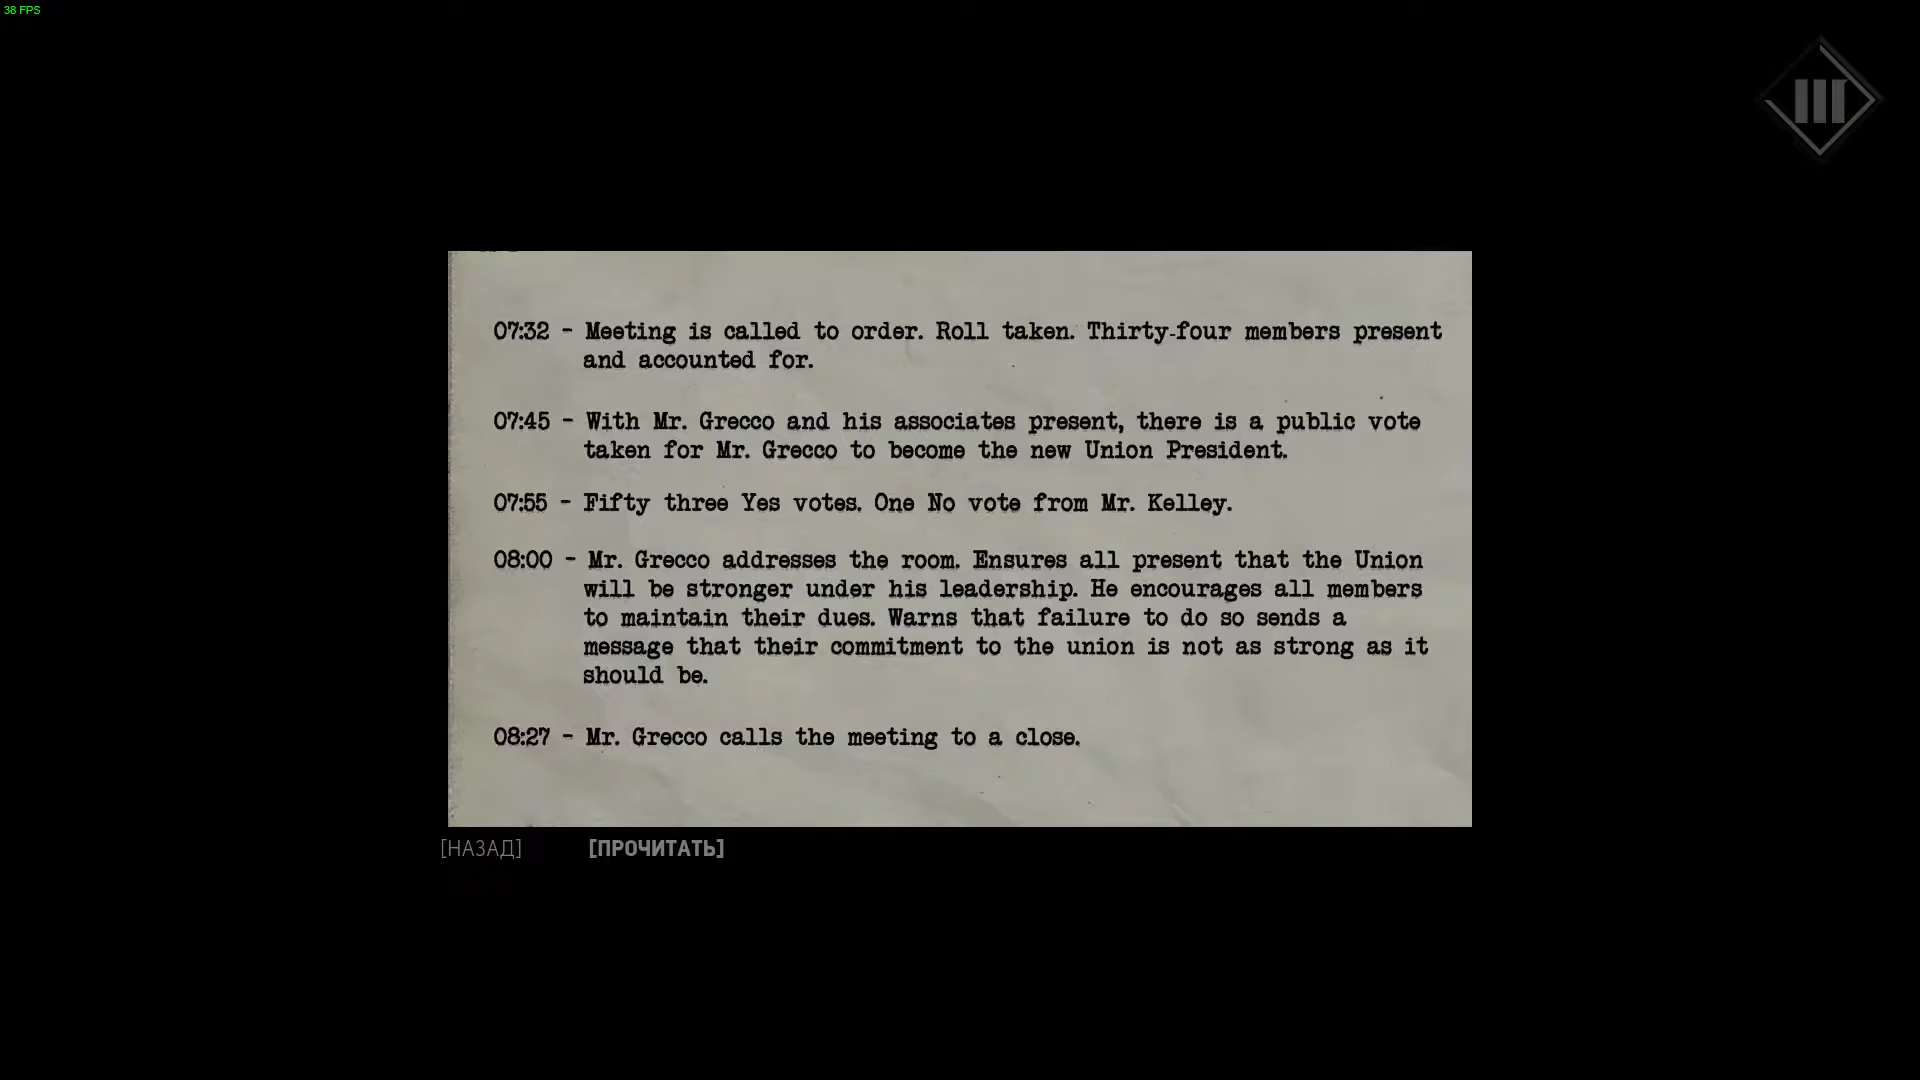 38 FPS
07:32 - Meeting is called to order. Roll taken. Thirty-four members present
and accounted for.
07:45 - With Mr. Grecco and his associates present, there is a public vote
taken for Mr. Grecco to become the new Union President.
07:55 - Fifty three Yes votes. One No vote from Mr. Kelley.
08:00 - Mr. Grecco addresses the room. Ensures all present that the Union
will be stronger under his leadership. He encourages all members
to maintain their dues. Warns that failure to do so sends a
message that their commitment to the union is not as strong as it
should be.
08:27 - Mr. Grecco calls the meeting to a close.
[НАЗАД] [ПРОЧИТАТЬ]